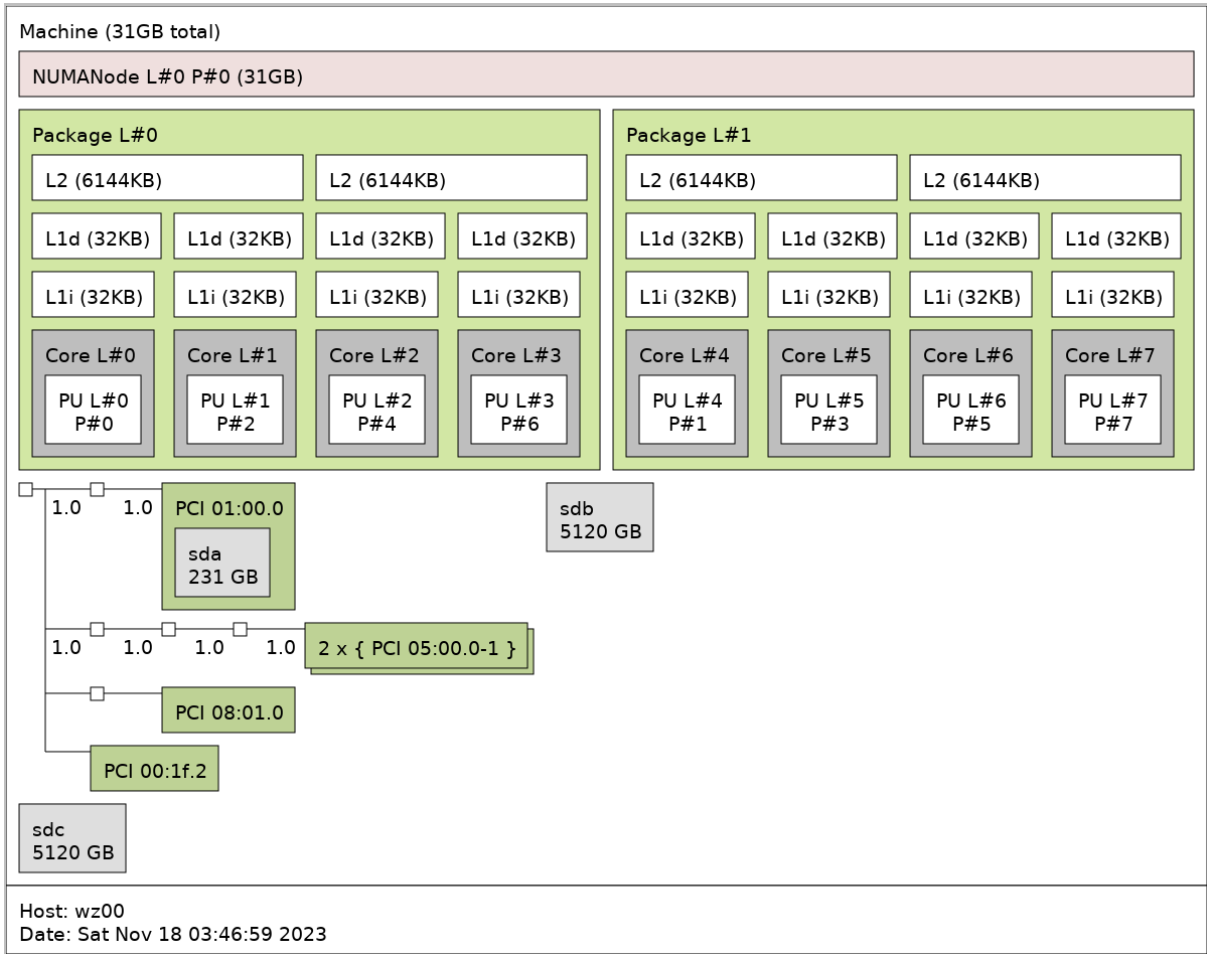 Machine (31GB total)
NUMANode L#0 P#0 (31GB)
Package L#0
L2 (6144KB)
L2 (6144KB)
L1d (32KB)
L1d (32KB)
L1d (32KB)
L1d (32KB)
L1i (32KB)
L1i (32KB)
L1i (32KB)
L1i (32KB)
Core L#0
PU L#0
P#0
Core L#1
PU L#1
P#2
Core L#2
PU L#2
P#4
Core L#3
PU L#3
P#6
Package L#1
L2 (6144KB)
L2 (6144KB)
L1d (32KB)
L1d (32KB)
L1d (32KB)
L1d (32KB)
L1i (32KB)
L1i (32KB)
L1i (32KB)
L1i (32KB)
Core L#4
PU L#4
P#1
Core L#5
PU L#5
P#3
Core L#6
PU L#6
P#5
Core L#7
PU L#7
P#7
1.0
1.0
PCI 01:00.0
sda
231 GB
sdb
5120 GB
1.0
1.0
1.0
1.0
2 x { PCI 05:00.0-1 }
PCI 08:01.0
PCI 00:1f.2
sdc
5120 GB
Host: wz00
Date: Sat Nov 18 03:46:59 2023